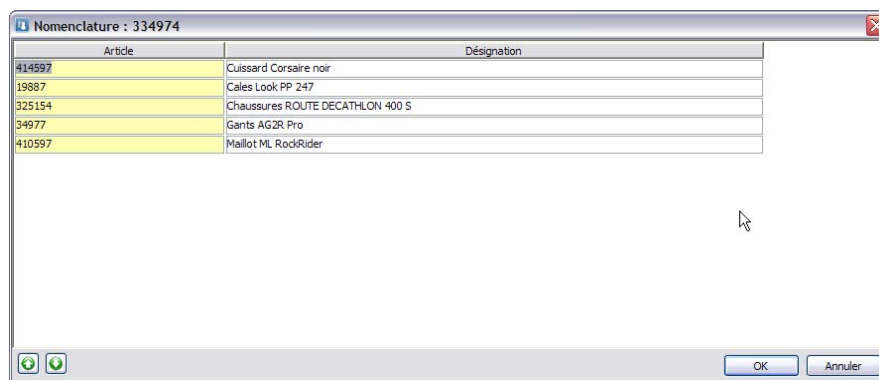 Nomenclature : 334974
Article Désignation
414597 Cuissard Corsaire noir
19887 Cales Look PP 247
325154 Chaussures ROUTE DECATHLON 400 S
34977 Gants AG2R Pro
410597 Maillot ML RockRider
OK Annuler